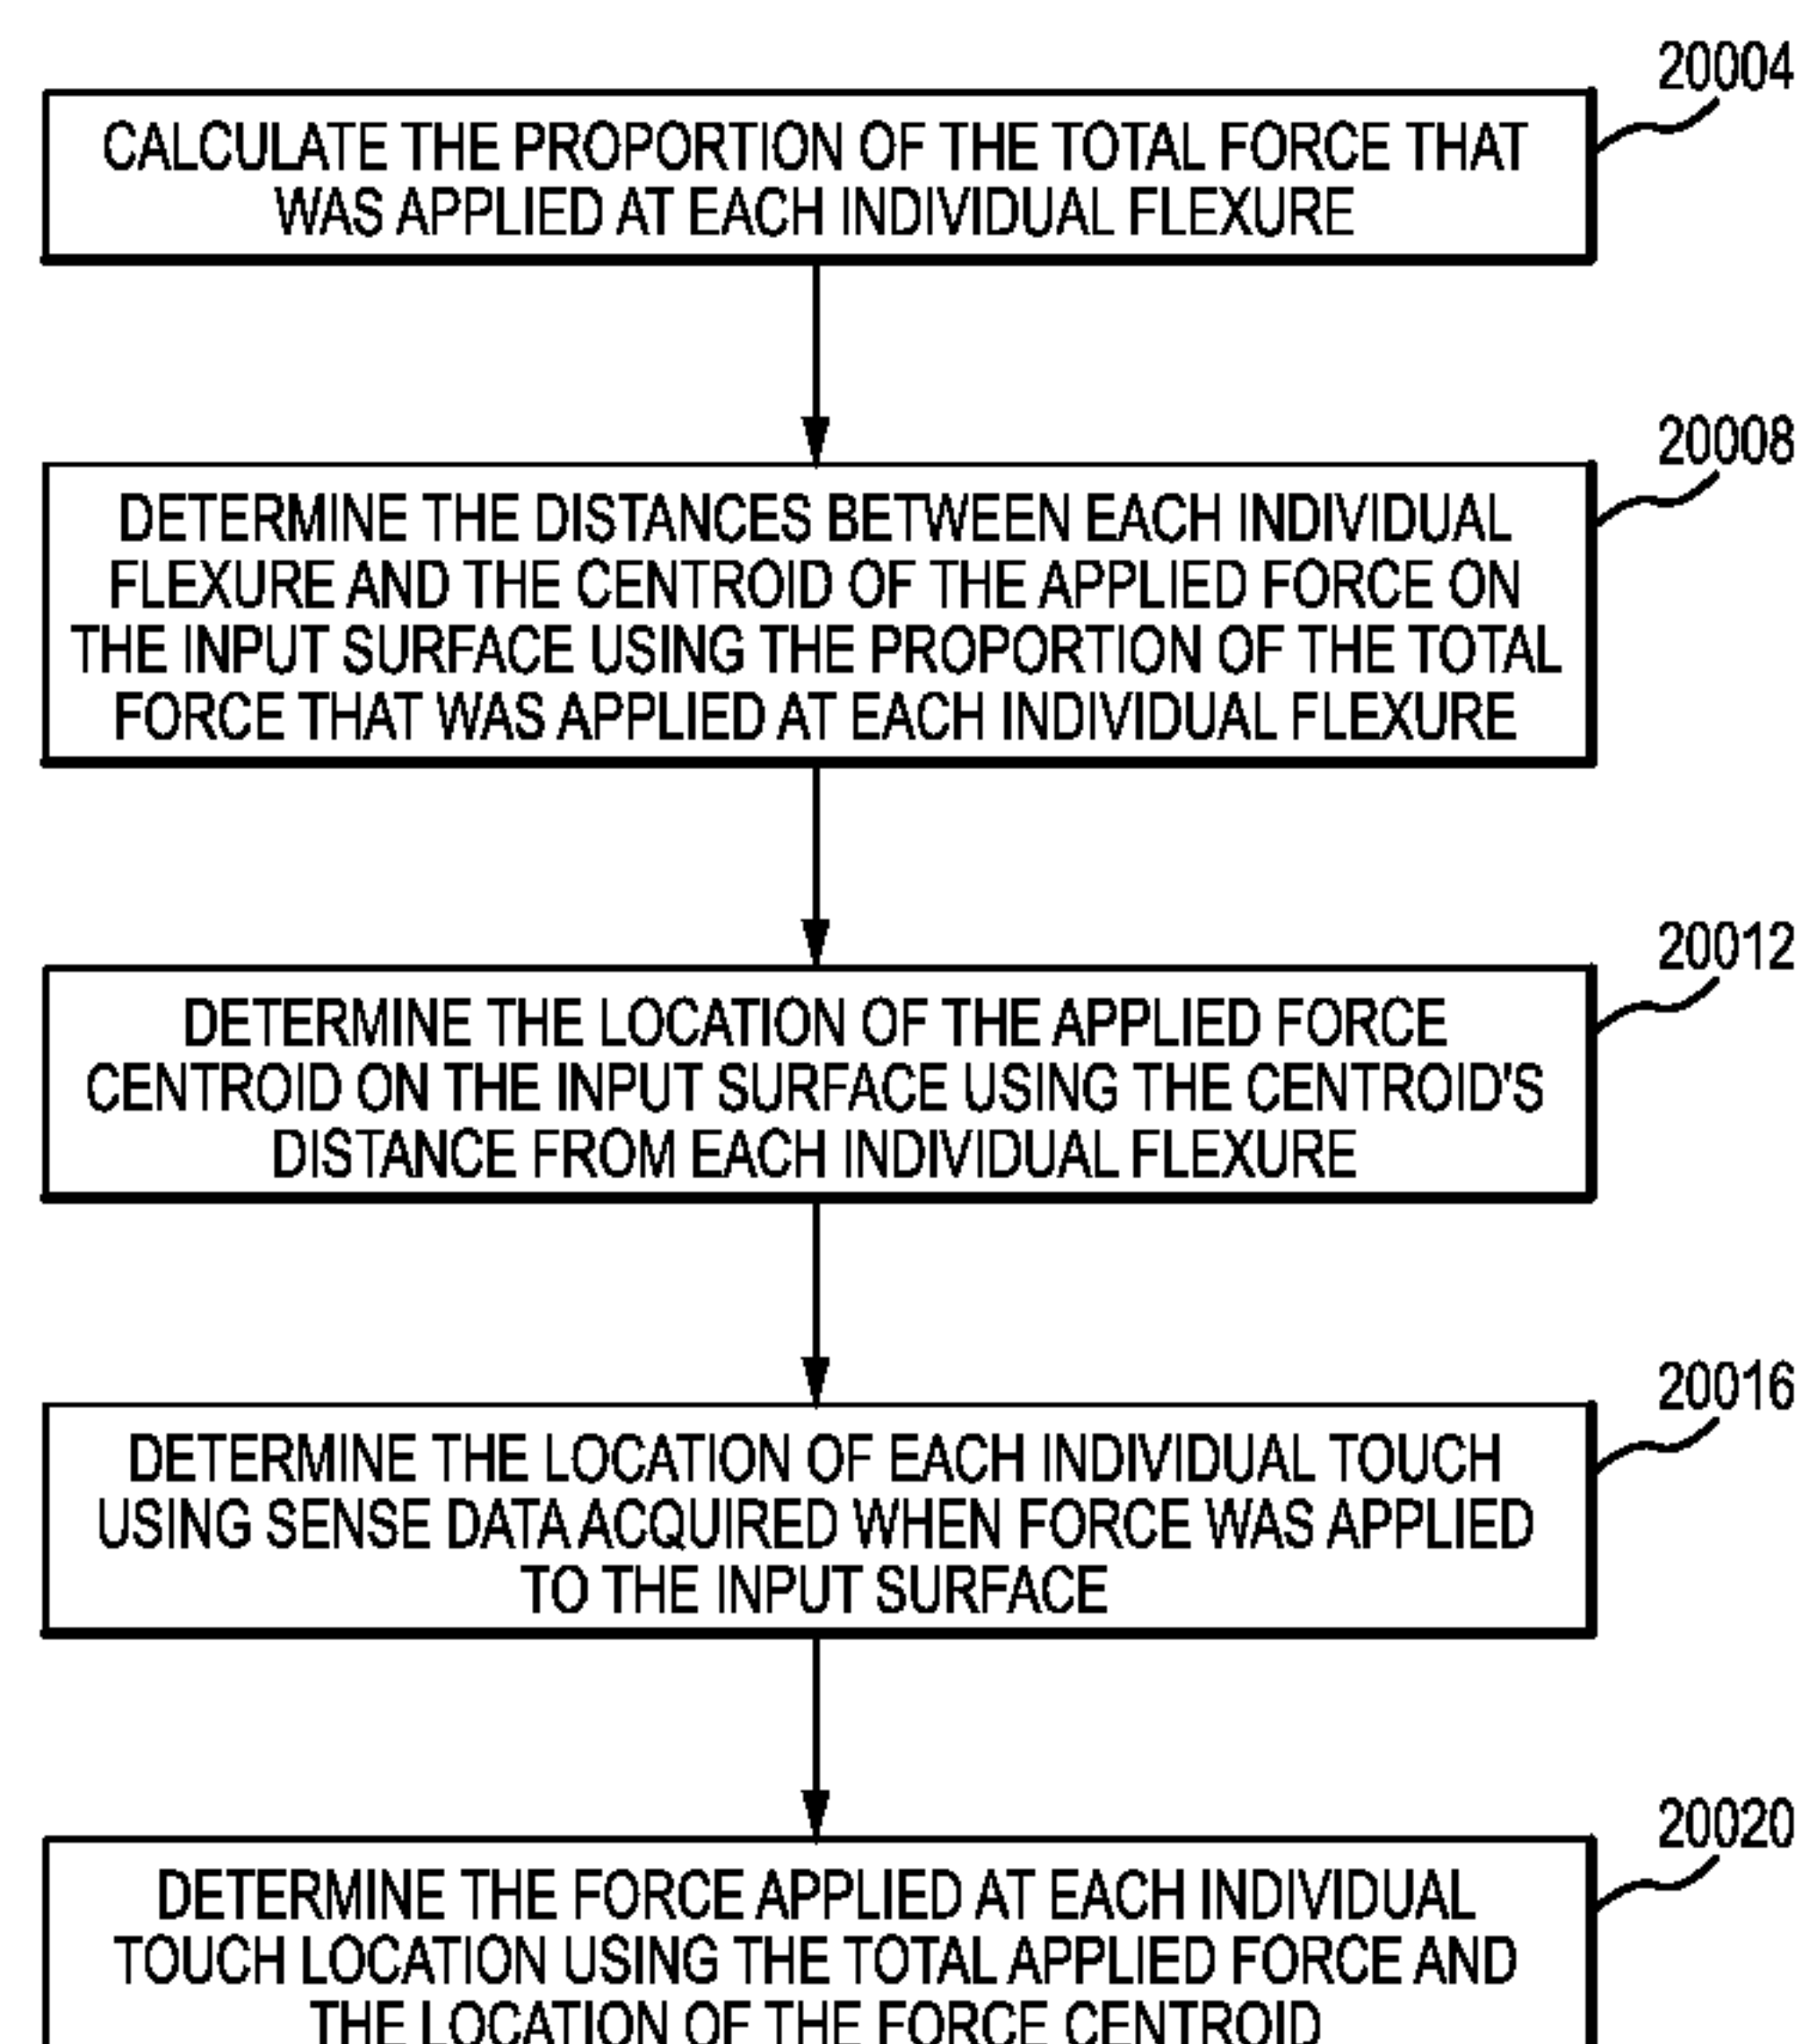 20004
CALCULATE THE PROPORTION OF THE TOTAL FORCE THAT
WAS APPLIED AT EACH INDIVIDUAL FLEXURE
20008
DETERMINE THE DISTANCES BETWEEN EACH INDIVIDUAL
FLEXURE AND THE CENTROID OF THE APPLIED FORCE ON
THE INPUT SURFACE USING THE PROPORTION OF THE TOTAL
FORCE THAT WAS APPLIED AT EACH INDIVIDUAL FLEXURE
20012
DETERMINE THE LOCATION OF THE APPLIED FORCE
CENTROID ON THE INPUT SURFACE USING THE CENTROID'S
DISTANCE FROM EACH INDIVIDUAL FLEXURE
20016
DETERMINE THE LOCATION OF EACH INDIVIDUAL TOUCH
USING SENSE DATA ACQUIRED WHEN FORCE WAS APPLIED
TO THE INPUT SURFACE
20020
DETERMINE THE FORCE APPLIED AT EACH INDIVIDUAL
TOUCH LOCATION USING THE TOTAL APPLIED FORCE AND
THE LOCATION OF THE FORCE CENTROID